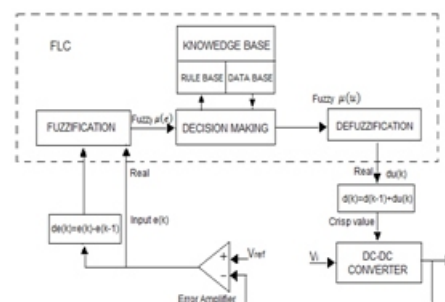 FLC
KNOWLEDGE BASE
RULE BASE DATA BASE
Fuzzy μ(u)
Fuzzy μ(e)
FUZZIFICATION
DECISION MAKING
DEFUZZIFICATION
Real
Real du(k)
d(k)=d(k-1)+du(k)
Input e(k)
Crisp value
de(k)=e(k)-e(k-1)
+
Vref
Vi
DC-DC
CONVERTER
-
Error Amplifier